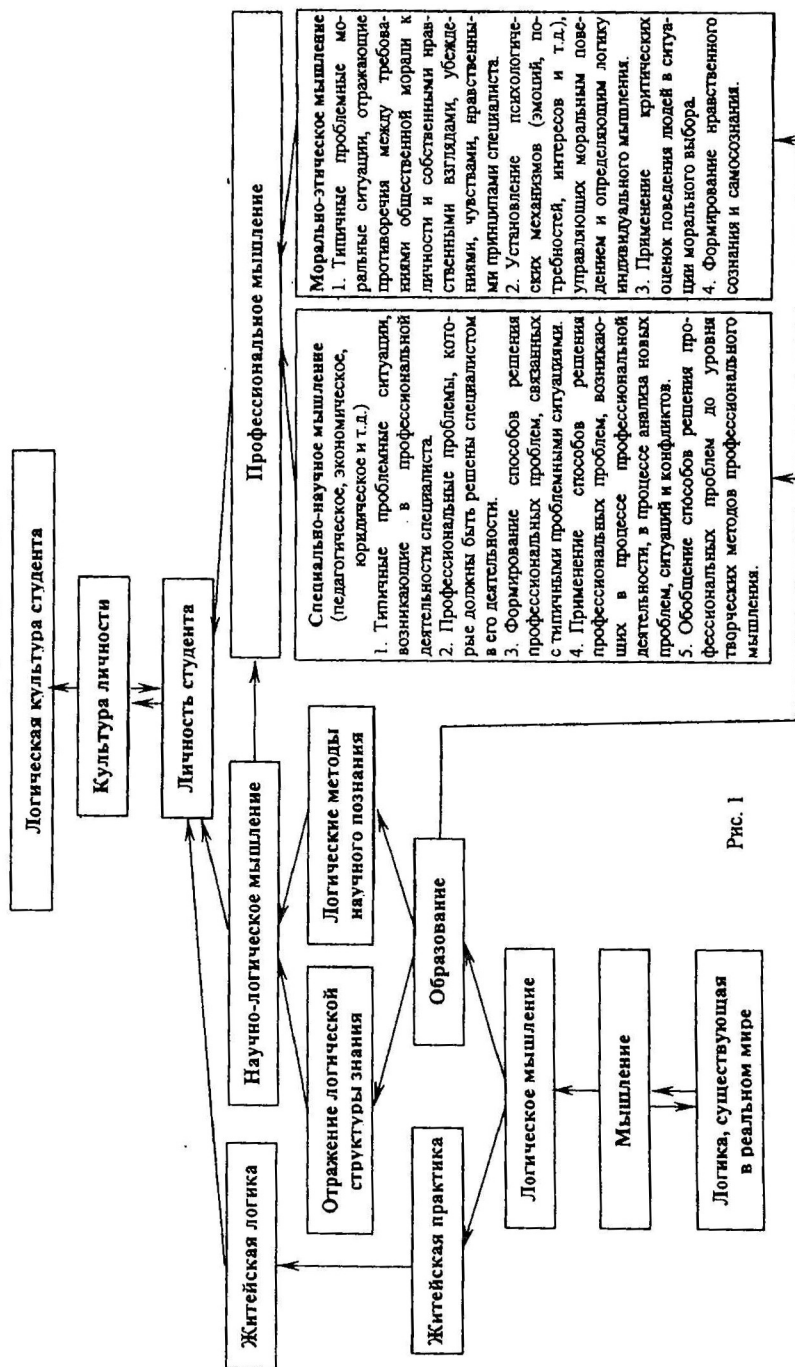 Логическая культура студента
Культура личности
Личность студента
Житейская логика
Научно-логическое мышление
Профессиональное мышление
Отражение логической
структуры знания
Логические методы
научного познания
Специально-научное мышление
(педагогическое, экономическое,
юридическое и т.д.)
1. Типичные проблемные ситуации,
возникающие в профессиональной
деятельности специалиста.
2. Профессиональные проблемы, кото-
рые должны быть решены специалистом
в его деятельности.
3. Формирование способов решения
профессиональных проблем, связанных
с типичными проблемными ситуациями.
4. Применение способов решения
профессиональных проблем, возникаю-
щих в процессе профессиональной
деятельности, в процессе анализа новых
проблем, ситуаций и конфликтов.
5. Обобщение способов решения про-
фессиональных проблем до уровня
творческих методов профессионального
мышления.
Морально-этическое мышление
1. Типичные проблемные мо-
ральные ситуации, отражающие
противоречия между требова-
ниями общественной морали к
личности и собственными нрав-
ственными взглядами, убежде-
ниями, чувствами, нравственны-
ми принципами специалиста.
2. Установление психологиче-
ских механизмов (эмоций, по-
требностей, интересов и т.д.),
управляющих моральным пове-
дением и определяющим логику
индивидуального мышления.
3. Применение критических
оценок поведения людей в ситуа-
ции морального выбора.
4. Формирование нравственного
сознания и самосознания.
Житейская практика
Образование
Логическое мышление
Мышление
Логика, существующая
в реальном мире
Рис. 1